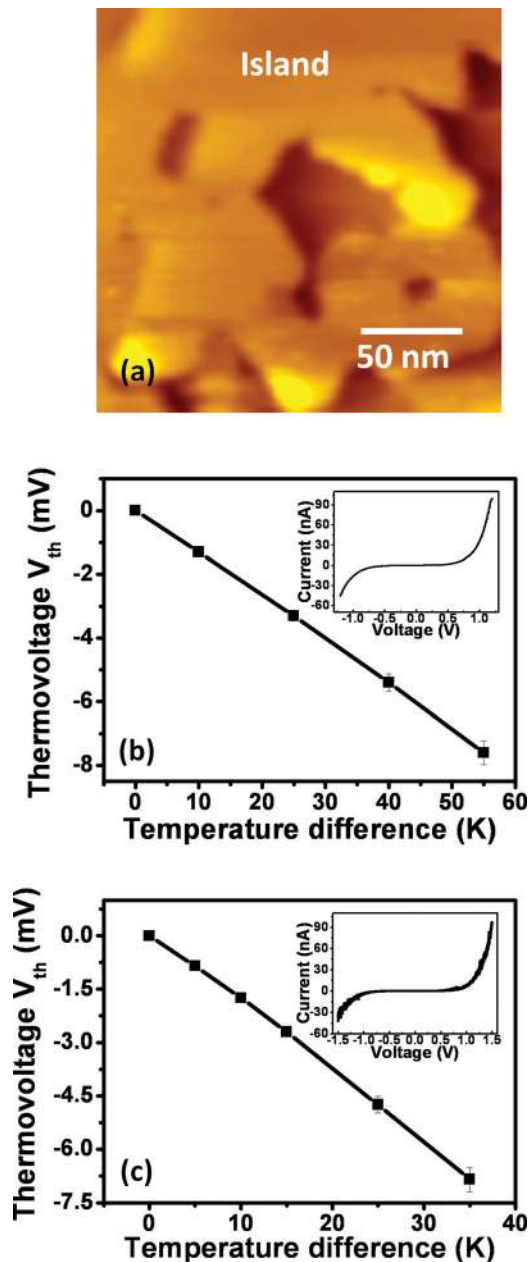 Island
50 nm
(a)
Thermovoltage V_th (mV)
0
-2
-4
-6
-8
0 10 20 30 40 50 60
Temperature difference (K)
(b)
Current (nA)
90
60
30
0
-30
-60
-1.0 -0.5 0.0 0.5 1.0
Voltage (V)
Thermovoltage V_th (mV)
0.0
-1.5
-3.0
-4.5
-6.0
-7.5
0 10 20 30 40
Temperature difference (K)
(c)
Current (nA)
90
60
30
0
-30
-60
-1.5 -1.0 -0.5 0.0 0.5 1.0 1.5
Voltage (V)